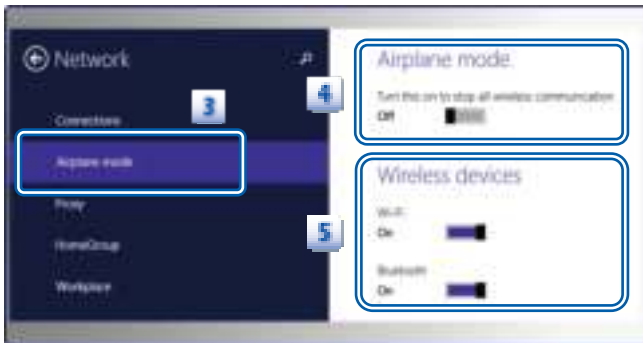 Network
3
Connections
Airplane mode
Proxy
HomeGroup
Workplace
4
Airplane mode
Turn this on to stop all wireless communication
Off
5
Wireless devices
Wi-Fi
On
Bluetooth
On